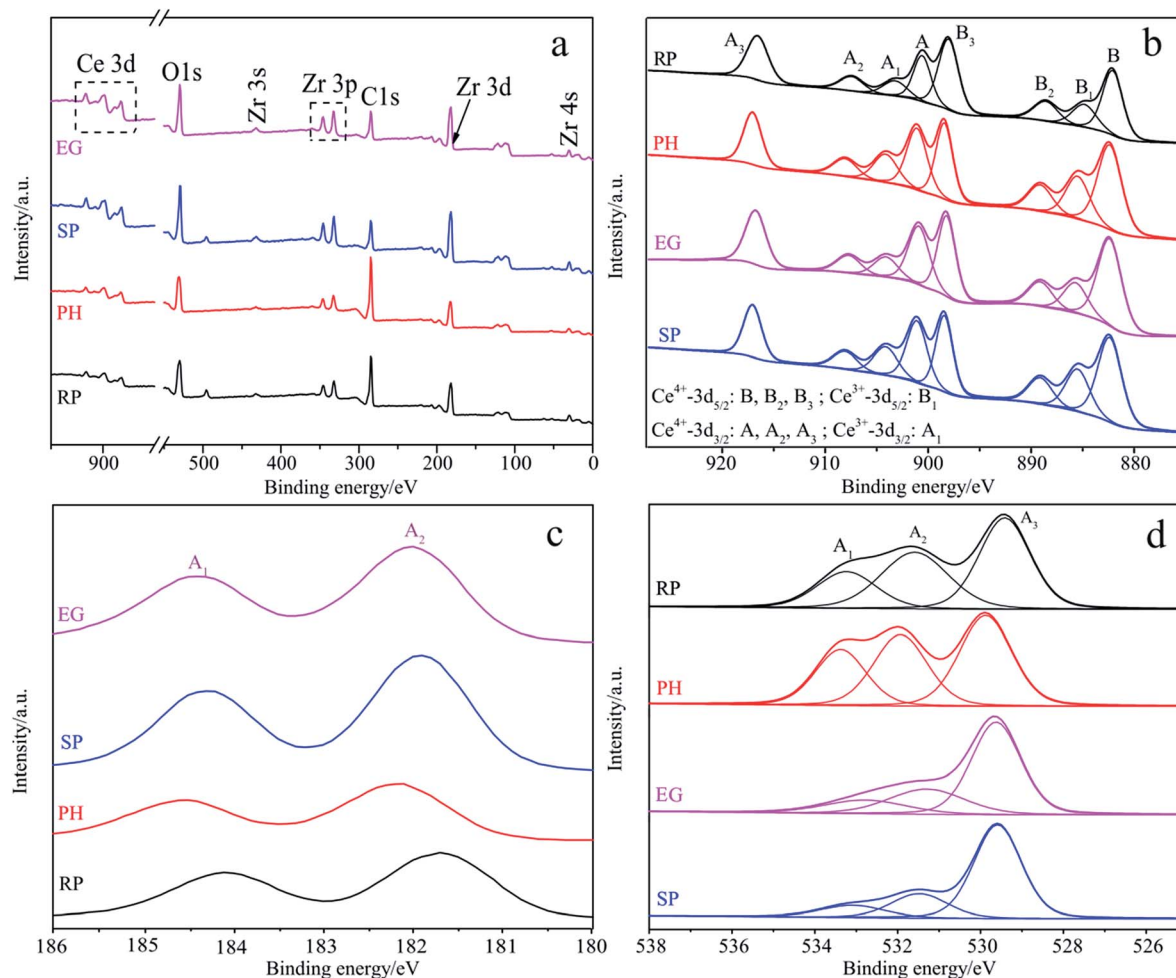 a
Ce 3d
O1s
Zr 3s
Zr 3p
C1s
Zr 3d
Zr 4s
EG
SP
PH
RP
Intensity/a.u.
900 500 400 300 200 100 0
Binding energy/eV
b
RP
A₃
A₂
A₁
A
B₃
B₂
B₁
B
PH
EG
SP
Ce⁴⁺-3d₅/₂: B, B₂, B₃ ; Ce³⁺-3d₅/₂: B₁
Ce⁴⁺-3d₃/₂: A, A₂, A₃ ; Ce³⁺-3d₃/₂: A₁
Intensity/a.u.
920 910 900 890 880
Binding energy/eV
c
A₁
A₂
EG
SP
PH
RP
Intensity/a.u.
186 185 184 183 182 181 180
Binding energy/eV
d
A₁
A₂
A₃
RP
PH
EG
SP
Intensity/a.u.
538 536 534 532 530 528 526
Binding energy/eV